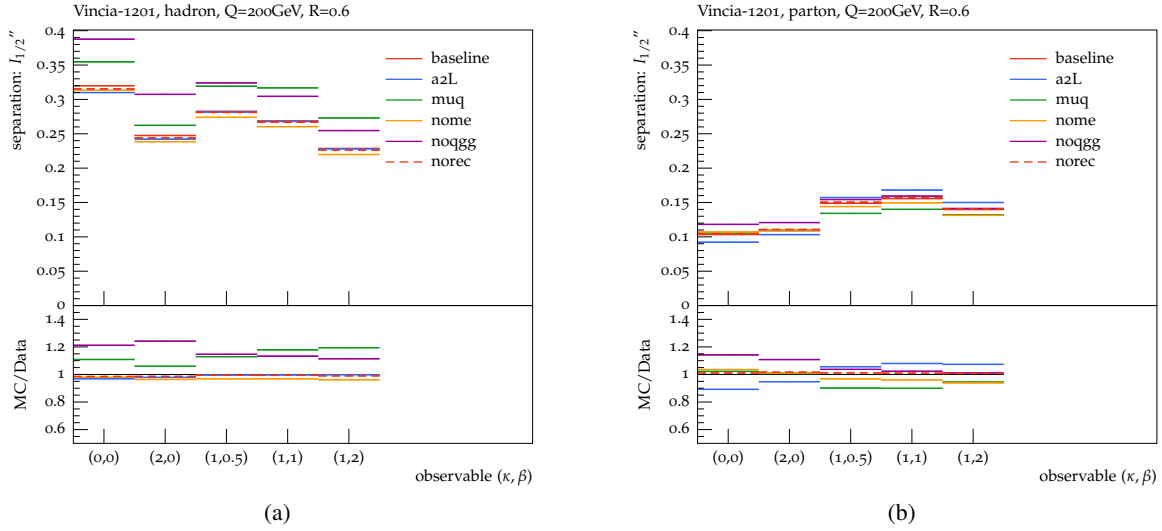 Vincia-1201, hadron, Q=200GeV, R=0.6
separation: I₁/₂″
0.4
0.35
0.3
0.25
0.2
0.15
0.1
0.05
0
baseline
a2L
muq
nome
noqgg
norec
MC/Data
1.4
1.2
1
0.8
0.6
(0,0) (2,0) (1,0.5) (1,1) (1,2)
observable (κ, β)
(a)
Vincia-1201, parton, Q=200GeV, R=0.6
separation: I₁/₂″
0.4
0.35
0.3
0.25
0.2
0.15
0.1
0.05
0
baseline
a2L
muq
nome
noqgg
norec
MC/Data
1.4
1.2
1
0.8
0.6
(0,0) (2,0) (1,0.5) (1,1) (1,2)
observable (κ, β)
(b)